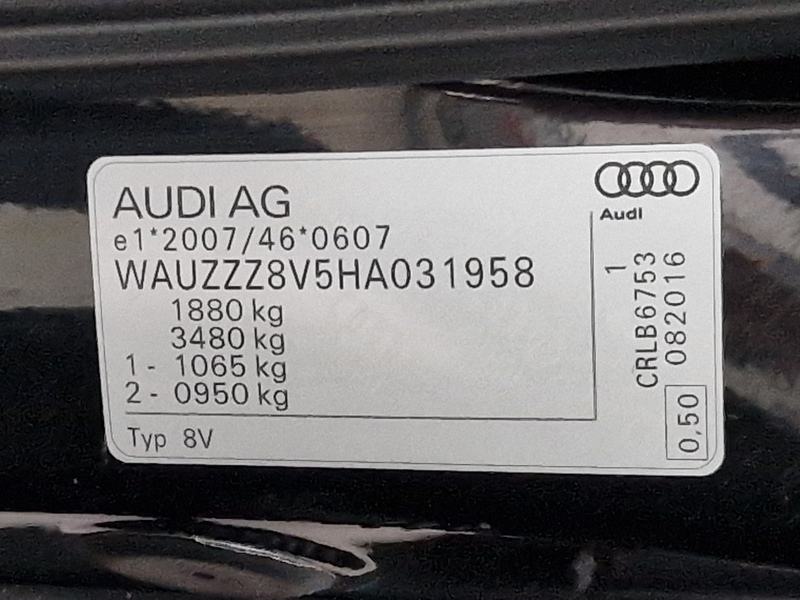 AUDI AG
e1*2007/46*0607
WAUZZZ8V5HA031958
1880 kg
3480 kg
1 - 1065 kg
2 - 0950 kg
Typ 8V
Audi
1
CRLB6753
082016
0,50